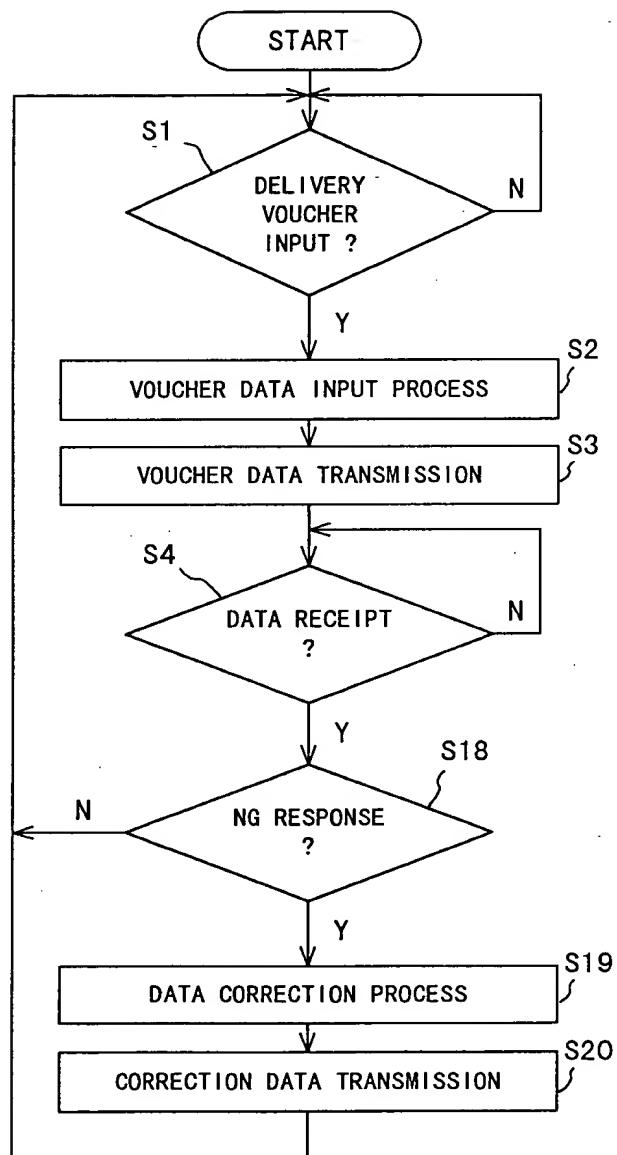 START
S1
DELIVERY
VOUCHER
INPUT ?
N
Y
S2
VOUCHER DATA INPUT PROCESS
S3
VOUCHER DATA TRANSMISSION
S4
DATA RECEIPT
?
N
Y
S18
N
NG RESPONSE
?
Y
S19
DATA CORRECTION PROCESS
S20
CORRECTION DATA TRANSMISSION